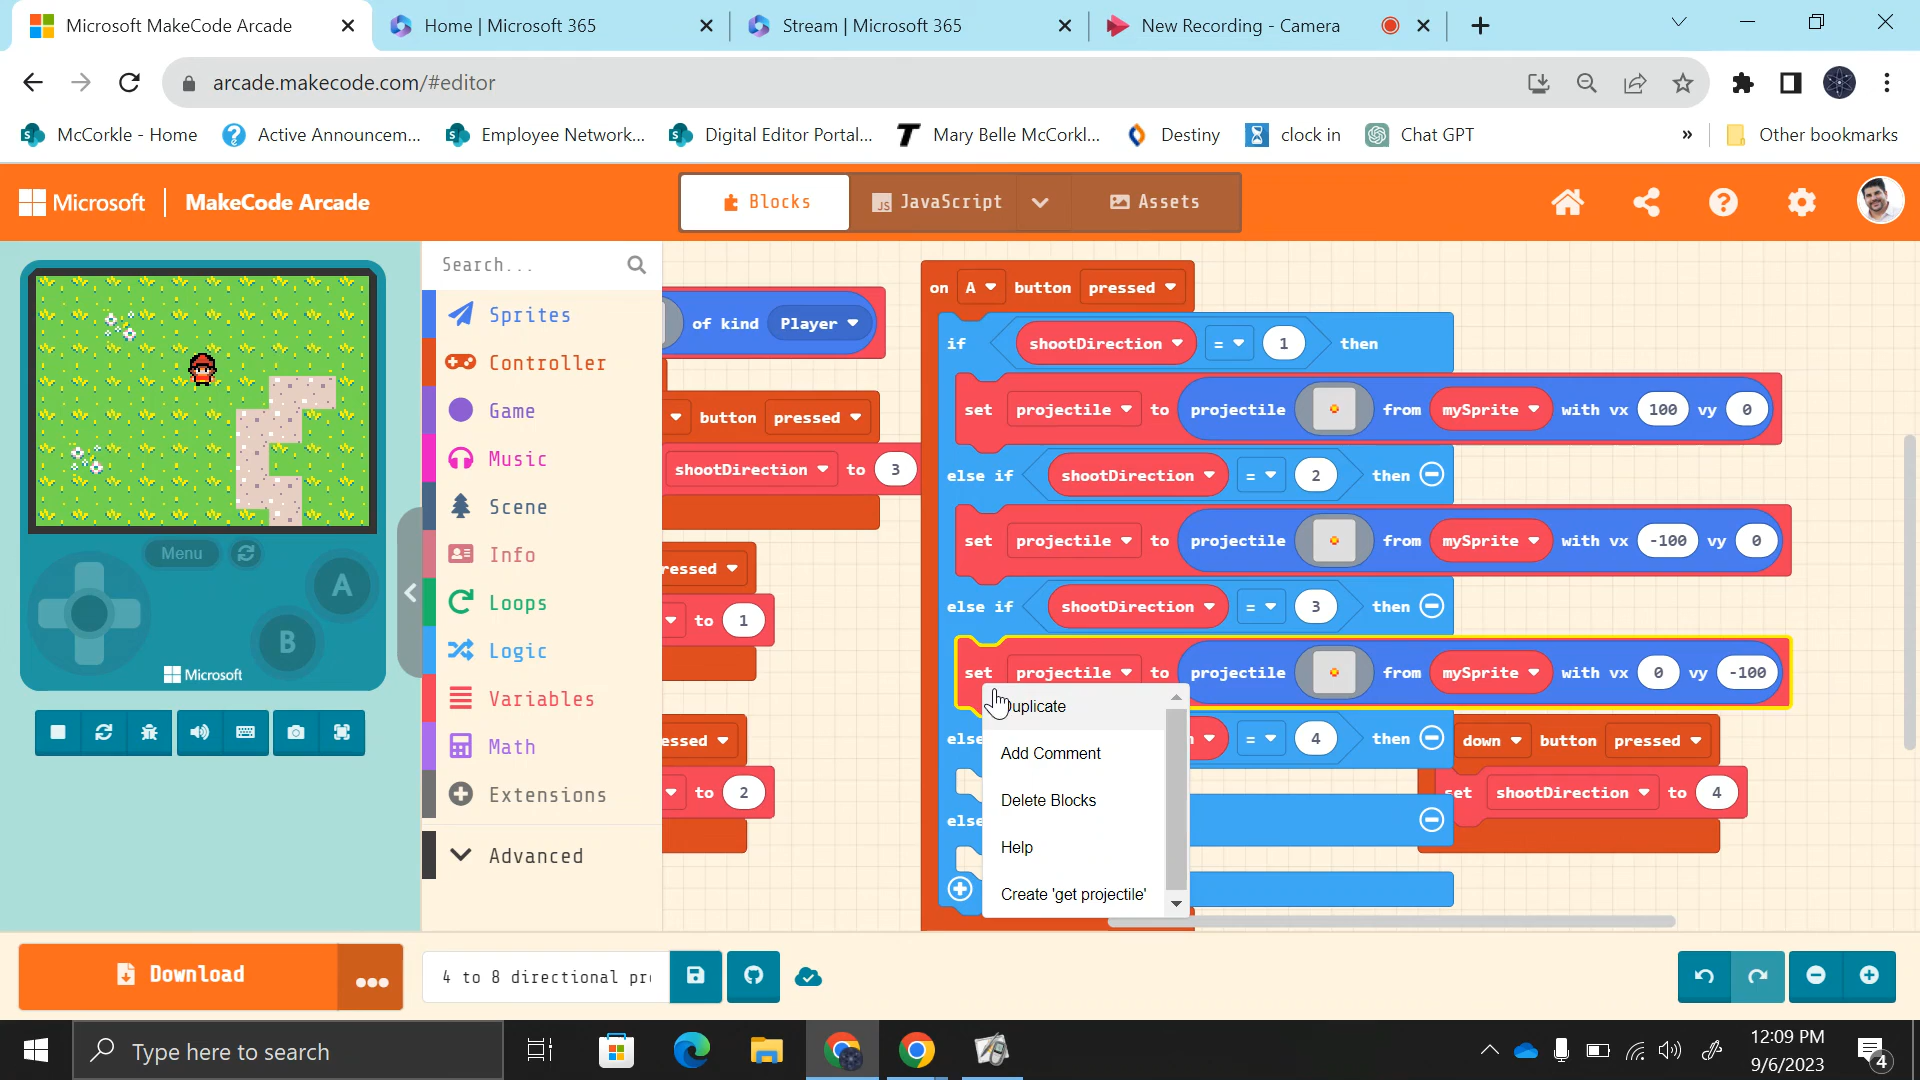 Microsoft MakeCode Arcade
Home | Microsoft 365
Stream | Microsoft 365
New Recording - Camera
arcade.makecode.com/#editor
McCorkle - Home
Active Announcem...
Employee Network...
Digital Editor Portal...
Mary Belle McCorkl...
Destiny
clock in
Chat GPT
»
Other bookmarks
Microsoft
MakeCode Arcade
Blocks
JavaScript
Assets
Search...
Sprites
Controller
Game
Music
Scene
Info
Loops
Logic
Variables
Math
Extensions
Advanced
Menu
A
B
Microsoft
of kind Player
button pressed
shootDirection to 3
ressed
to 1
essed
to 2
on A button pressed
if shootDirection = 1 then
set projectile to projectile from mySprite with vx 100 vy 0
else if shootDirection = 2 then
set projectile to projectile from mySprite with vx -100 vy 0
else if shootDirection = 3 then
set projectile to projectile from mySprite with vx 0 vy -100
else = 4 then
else
uplicate
Add Comment
Delete Blocks
Help
Create 'get projectile'
down button pressed
set shootDirection to 4
Download
4 to 8 directional pr
Type here to search
12:09 PM
9/6/2023
4